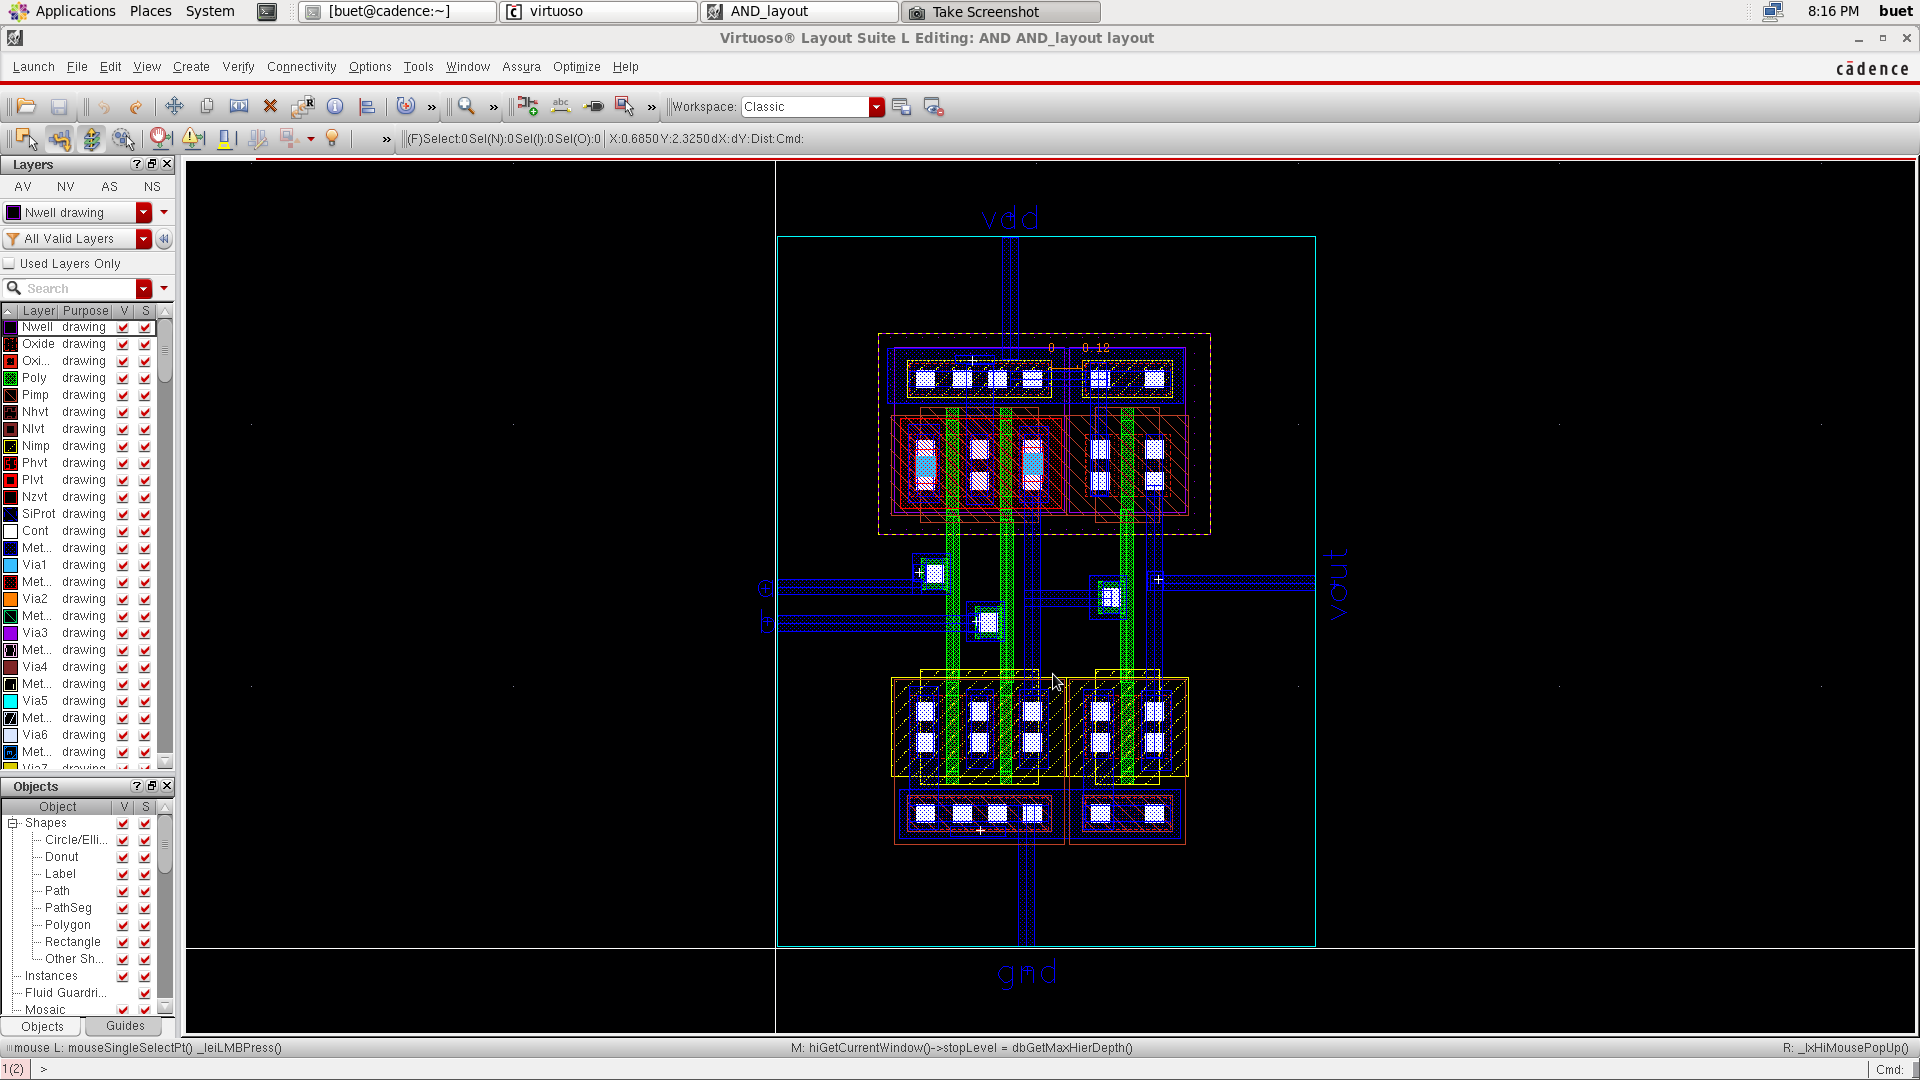 Applications Places System [buet@cadence:~] virtuoso AND_layout Take Screenshot 8:16 PM buet
Virtuoso® Layout Suite L Editing: AND AND_layout layout
Launch File Edit View Create Verify Connectivity Options Tools Window Assura Optimize Help cādence
abc » » » Workspace: Classic
» (F)Select:0 Sel(N):0 Sel(I):0 Sel(O):0 X:0.6850 Y:2.3250 dX: dY: Dist: Cmd:
Layers
AV NV AS NS
Nwell drawing
All Valid Layers
Used Layers Only
Search
Layer Purpose V S
Nwell drawing
Oxide drawing
Oxi... drawing
Poly drawing
Pimp drawing
Nhvt drawing
Nlvt drawing
Nimp drawing
Phvt drawing
Plvt drawing
Nzvt drawing
SiProt drawing
Cont drawing
Met... drawing
Via1 drawing
Met... drawing
Via2 drawing
Met... drawing
Via3 drawing
Met... drawing
Via4 drawing
Met... drawing
Via5 drawing
Met... drawing
Via6 drawing
Met... drawing
Via7 drawing
Objects
Object V S
Shapes
Circle/Elli...
Donut
Label
Path
PathSeg
Polygon
Rectangle
Other Sh...
Instances
Fluid Guardri...
Mosaic
Objects Guides
vdd
0 0.12
a
b
vout
gnd
mouse L: mouseSingleSelectPt() _leiLMBPress() M: hiGetCurrentWindow()->stopLevel = dbGetMaxHierDepth() R: _lxHiMousePopUp()
1(2) > Cmd: